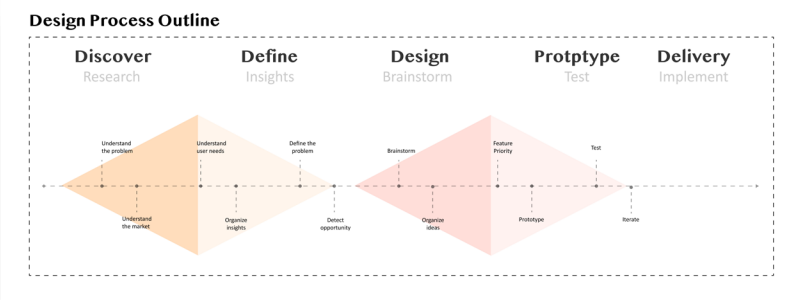 Design Process Outline
Discover
Research
Define
Insights
Design
Brainstorm
Protptype
Test
Delivery
Implement
Understand
the problem
Understand
user needs
Define the
problem
Brainstorm
Feature
Priority
Test
Understand
the market
Organize
insights
Detect
opportunity
Organize
ideas
Prototype
Iterate